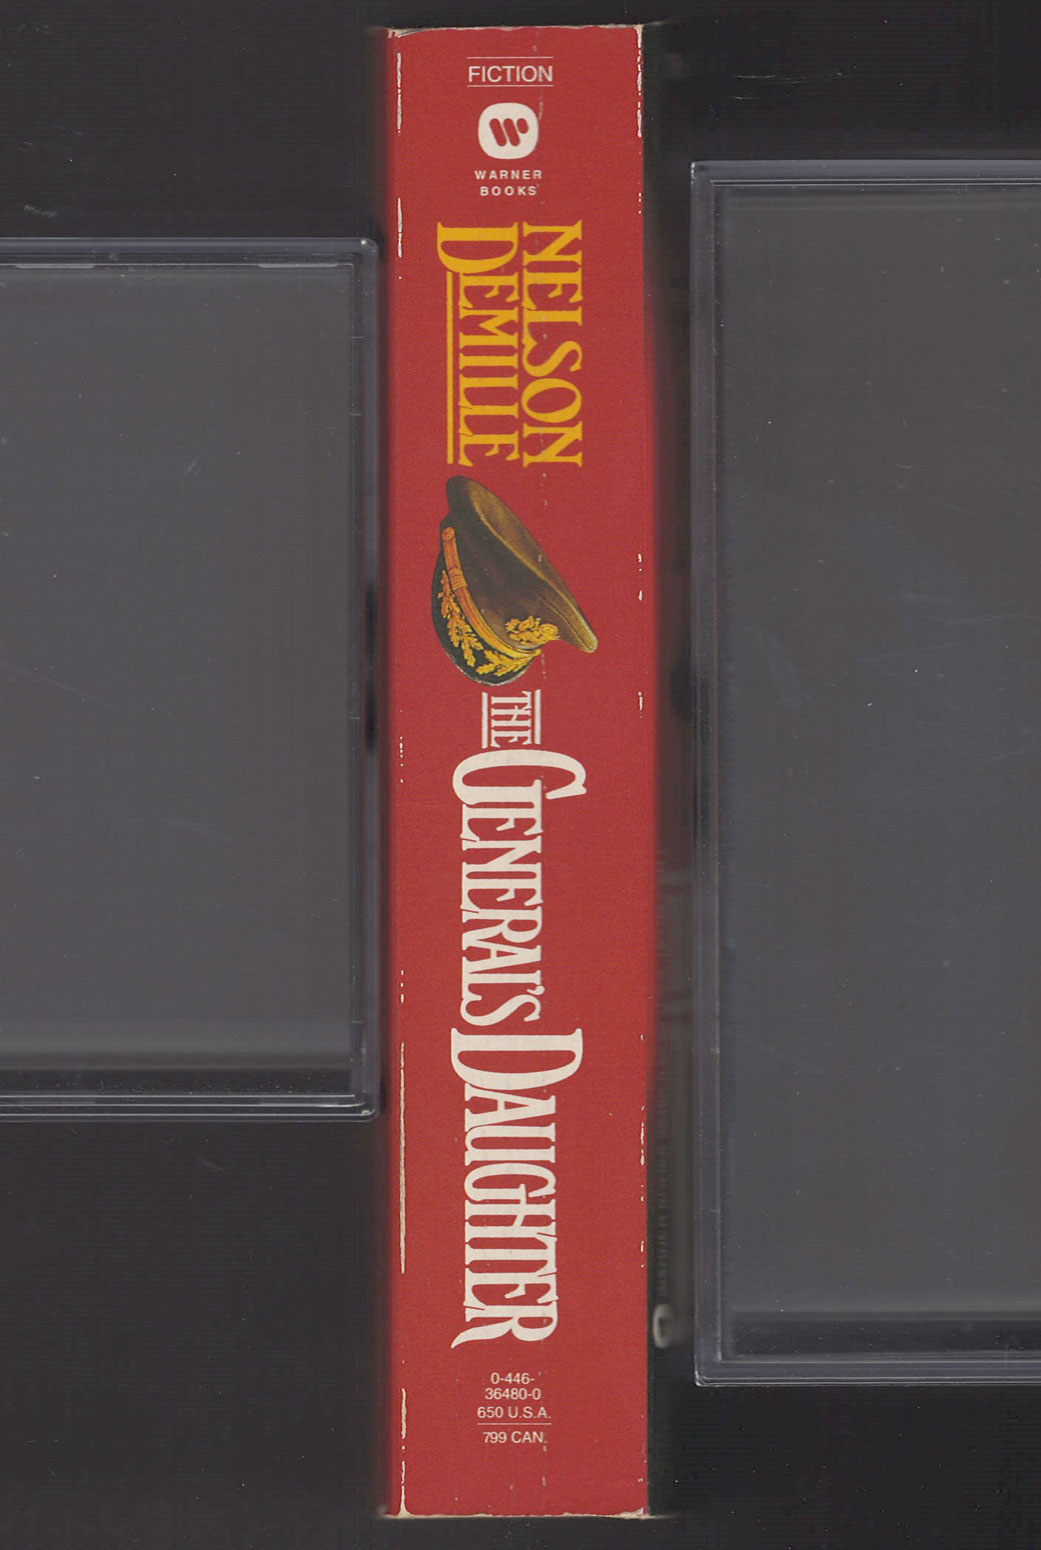 FICTION
WARNER
BOOKS
NELSON
DEMILLE
THE GENERAL'S DAUGHTER
0-446-
36480-0
650 U.S.A.
799 CAN.